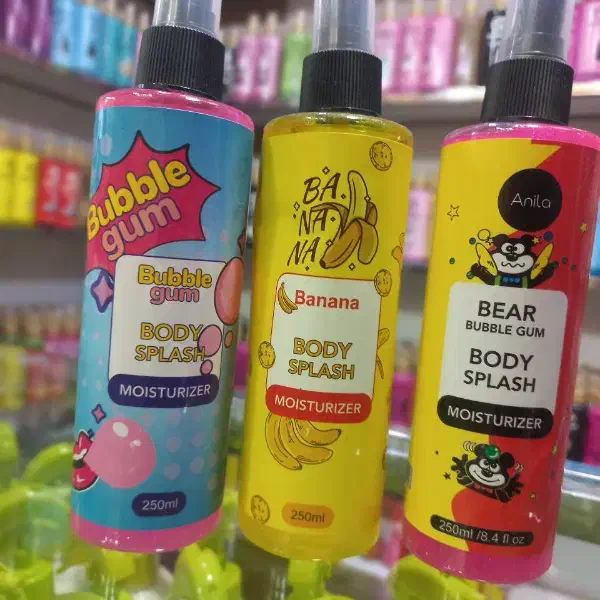 Bubble
gum
Bubble
gum
BODY
SPLASH
MOISTURIZER
250ml
BA
NA
NA
Banana
BODY
SPLASH
MOISTURIZER
250ml
Anila
BEAR
BUBBLE GUM
BODY
SPLASH
MOISTURIZER
250ml /8.4 fl oz